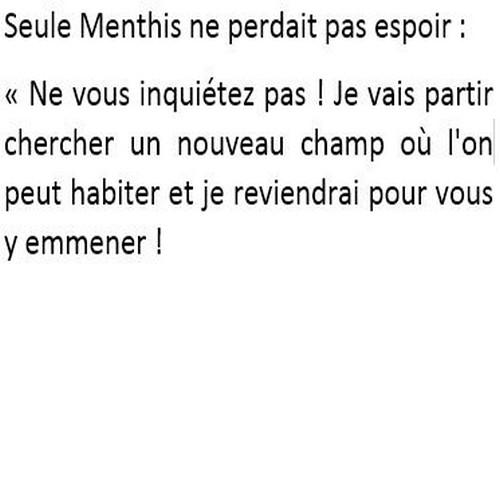 Seule Menthis ne perdait pas espoir :
« Ne vous inquiétez pas ! Je vais partir
chercher un nouveau champ où l'on
peut habiter et je reviendrai pour vous
y emmener !